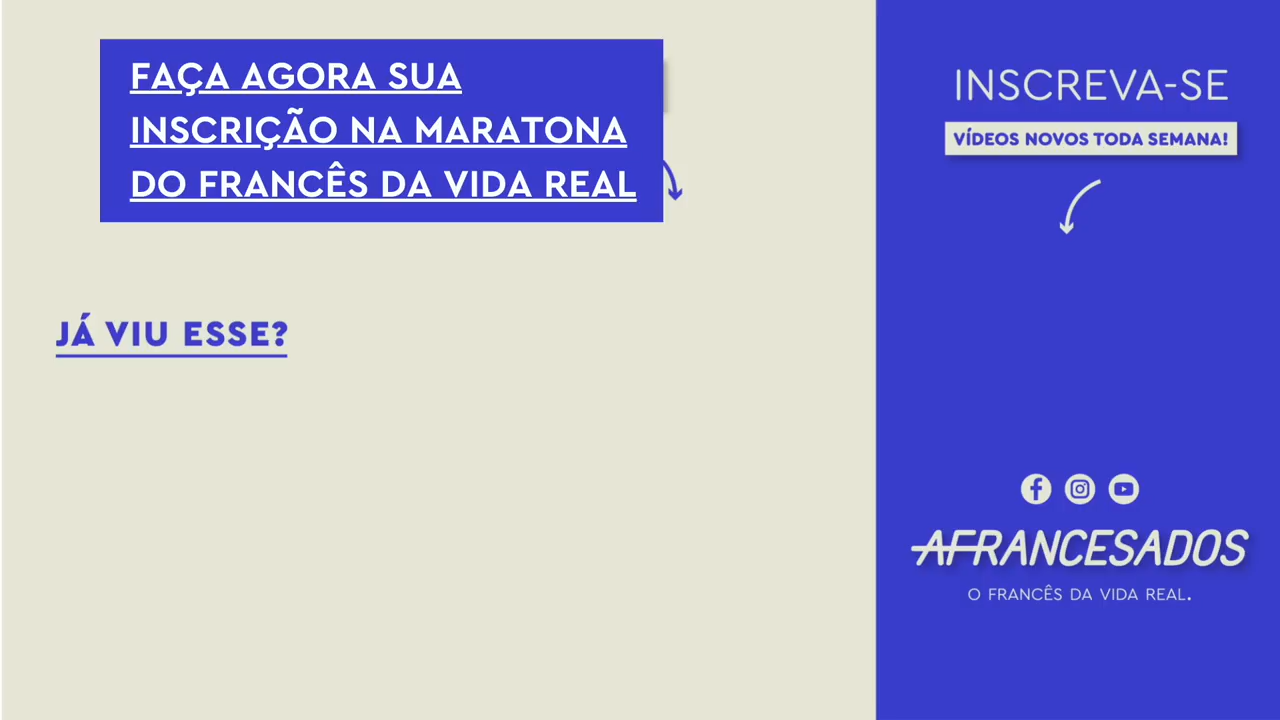 FAÇA AGORA SUA
INSCRIÇÃO NA MARATONA
DO FRANCÊS DA VIDA REAL
JÁ VIU ESSE?
INSCREVA-SE
VÍDEOS NOVOS TODA SEMANA!
AFRANCESADOS
O FRANCÊS DA VIDA REAL.